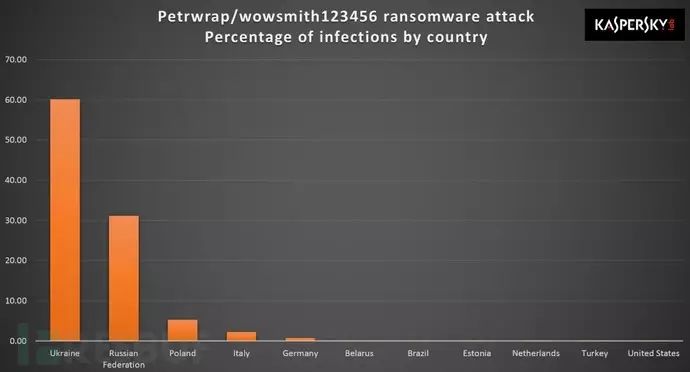 Petrwrap/wowsmith123456 ransomware attack
Percentage of infections by country
KASPERSKY lab
70.00
60.00
50.00
40.00
30.00
20.00
10.00
0.00
Ukraine
Russian
Federation
Poland
Italy
Germany
Belarus
Brazil
Estonia
Netherlands
Turkey
United States